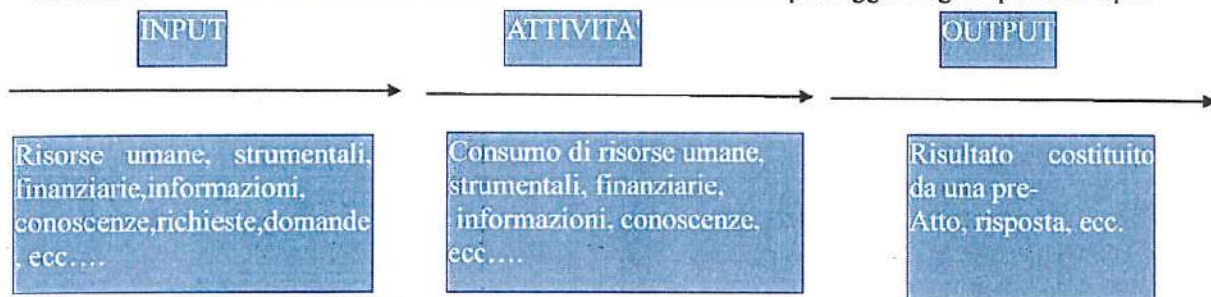 INPUT
ATTIVITA'
OUTPUT
Risorse umane, strumentali,
finanziarie,informazioni,
conoscenze,richieste,domande
, ecc….
Consumo di risorse umane,
strumentali, finanziarie,
, informazioni, conoscenze,
ecc….
Risultato costituito
da una pre-
Atto, risposta, ecc.